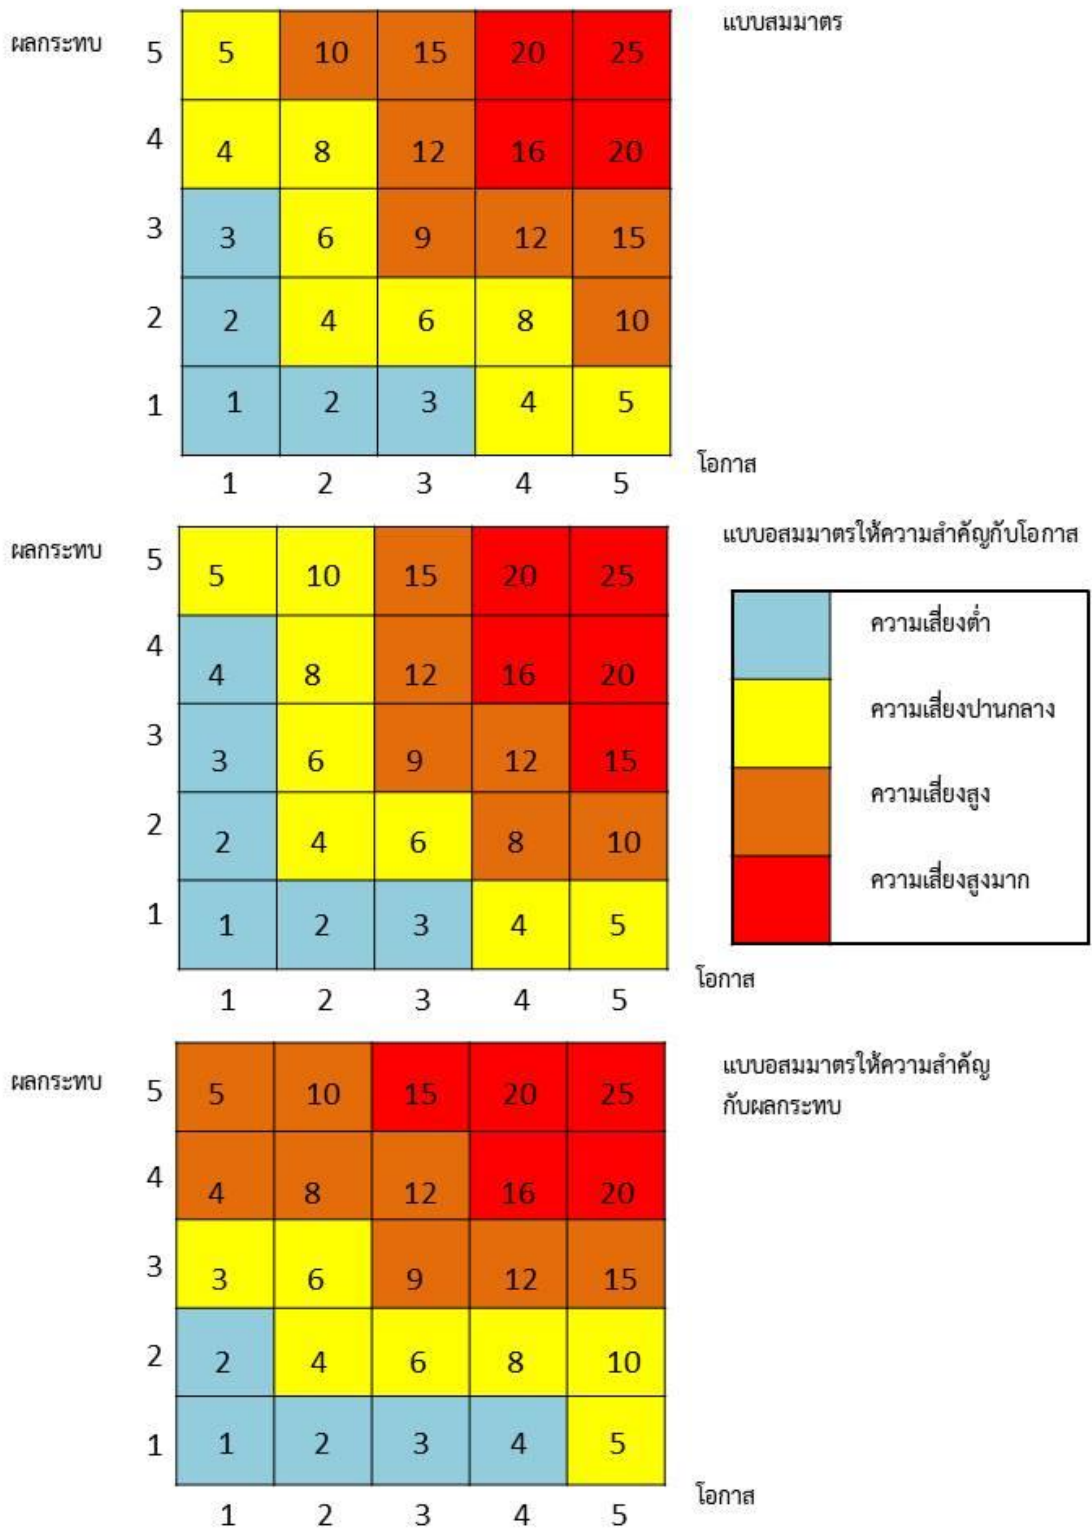 แบบสมมาตร
ผลกระทบ 5 5 10 15 20 25
4 4 8 12 16 20
3 3 6 9 12 15
2 2 4 6 8 10
1 1 2 3 4 5
โอกาส
1 2 3 4 5
แบบอสมมาตรให้ความสำคัญกับโอกาส
ผลกระทบ 5 5 10 15 20 25
4 4 8 12 16 20
3 3 6 9 12 15
2 2 4 6 8 10
1 1 2 3 4 5
ความเสี่ยงต่ำ
ความเสี่ยงปานกลาง
ความเสี่ยงสูง
ความเสี่ยงสูงมาก
โอกาส
1 2 3 4 5
แบบอสมมาตรให้ความสำคัญ
กับผลกระทบ
ผลกระทบ 5 5 10 15 20 25
4 4 8 12 16 20
3 3 6 9 12 15
2 2 4 6 8 10
1 1 2 3 4 5
โอกาส
1 2 3 4 5